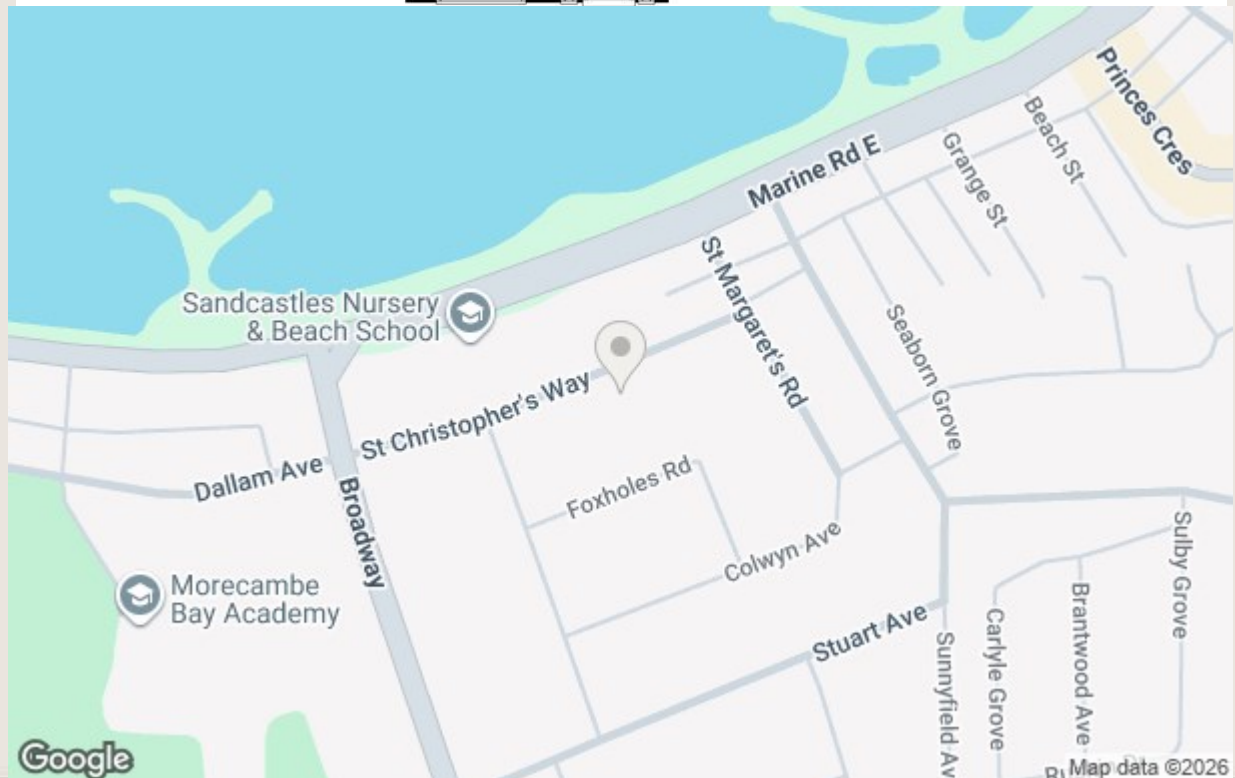 Princes Cres
Beach St
Grange St
Marine Rd E
St Margaret's Rd
Sandcastles Nursery
& Beach School
Seaborn Grove
St Christopher's Way
Dallam Ave
Broadway
Foxholes Rd
Colwyn Ave
Morecambe
Bay Academy
Stuart Ave
Sunnyfield Av
Carlyle Grove
Brantwood Ave
Sulby Grove
Google
Map data ©2026